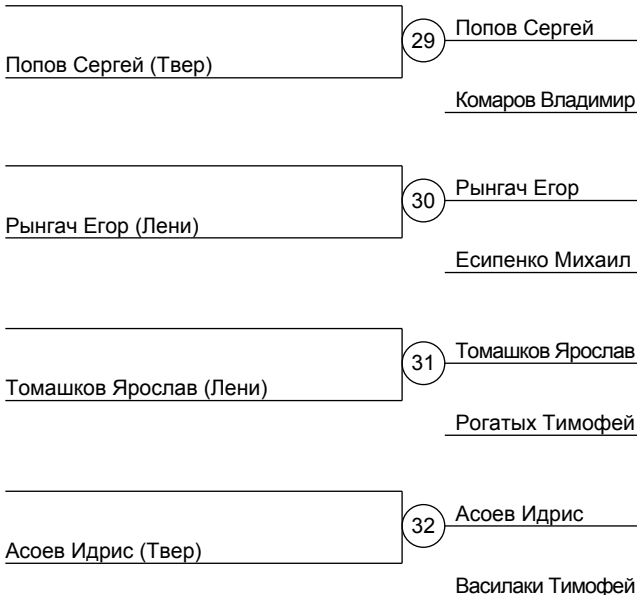 29
Попов Сергей
Попов Сергей (Твер)
Комаров Владимир
30
Рынгач Егор
Рынгач Егор (Лени)
Есипенко Михаил
31
Томашков Ярослав
Томашков Ярослав (Лени)
Рогатых Тимофей
32
Асоев Идрис
Асоев Идрис (Твер)
Василаки Тимофей